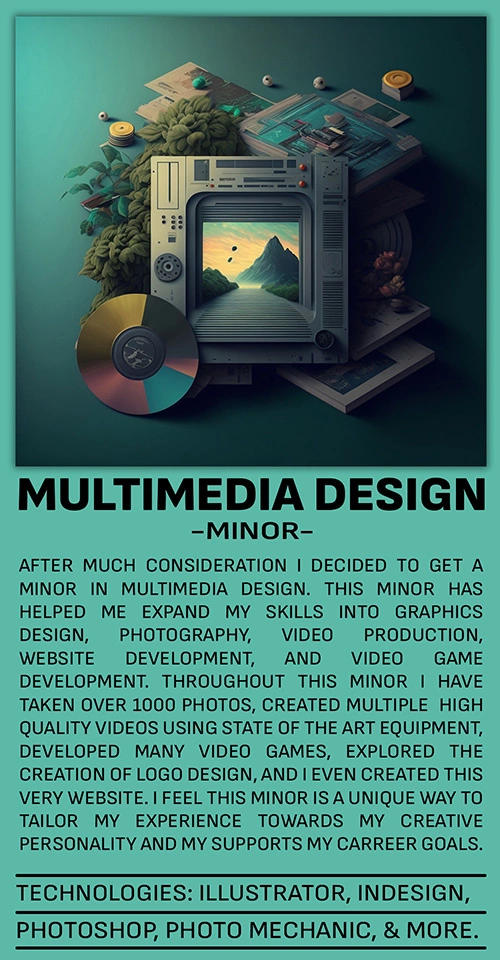 MULTIMEDIA DESIGN
–MINOR–
AFTER MUCH CONSIDERATION I DECIDED TO GET A
MINOR IN MULTIMEDIA DESIGN. THIS MINOR HAS
HELPED ME EXPAND MY SKILLS INTO GRAPHICS
DESIGN, PHOTOGRAPHY, VIDEO PRODUCTION,
WEBSITE DEVELOPMENT, AND VIDEO GAME
DEVELOPMENT. THROUGHOUT THIS MINOR I HAVE
TAKEN OVER 1000 PHOTOS, CREATED MULTIPLE HIGH
QUALITY VIDEOS USING STATE OF THE ART EQUIPMENT,
DEVELOPED MANY VIDEO GAMES, EXPLORED THE
CREATION OF LOGO DESIGN, AND I EVEN CREATED THIS
VERY WEBSITE. I FEEL THIS MINOR IS A UNIQUE WAY TO
TAILOR MY EXPERIENCE TOWARDS MY CREATIVE
PERSONALITY AND MY SUPPORTS MY CARREER GOALS.
TECHNOLOGIES: ILLUSTRATOR, INDESIGN,
PHOTOSHOP, PHOTO MECHANIC, & MORE.